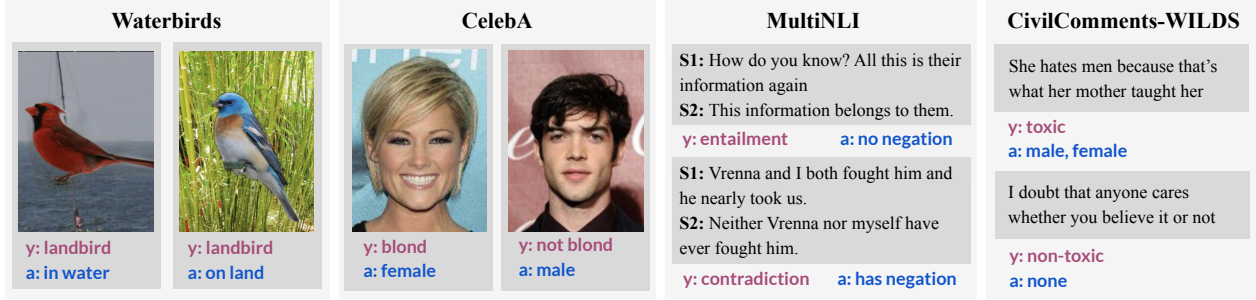 Waterbirds
y: landbird
a: in water
y: landbird
a: on land
CelebA
y: blond
a: female
y: not blond
a: male
MultiNLI
S1: How do you know? All this is their
information again
S2: This information belongs to them.
y: entailment a: no negation
S1: Vrenna and I both fought him and
he nearly took us.
S2: Neither Vrenna nor myself have
ever fought him.
y: contradiction a: has negation
CivilComments-WILDS
She hates men because that's
what her mother taught her
y: toxic
a: male, female
I doubt that anyone cares
whether you believe it or not
y: non-toxic
a: none